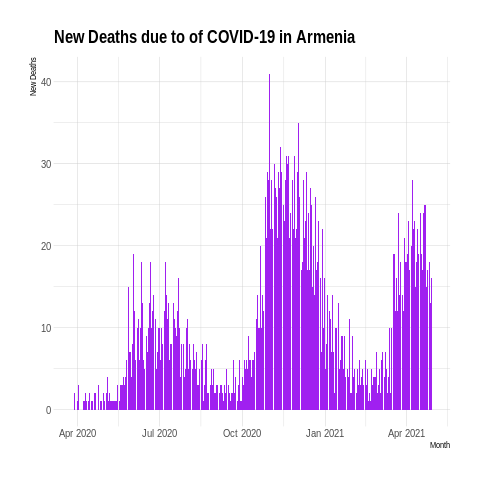 New Deaths due to of COVID-19 in Armenia
New Deaths
40
30
20
10
0
Apr 2020
Jul 2020
Oct 2020
Jan 2021
Apr 2021
Month